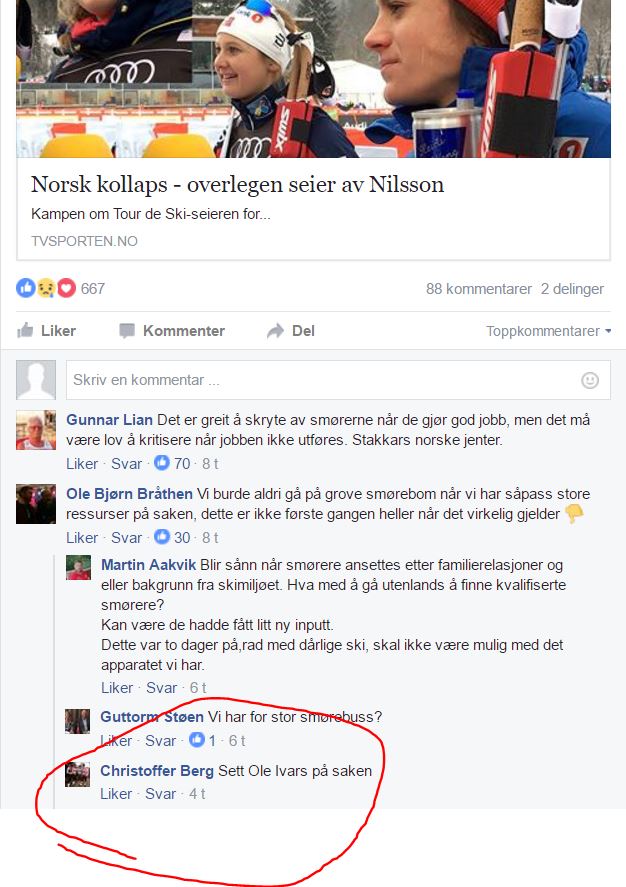 SWIX
SWIX
Audi
Norsk kollaps - overlegen seier av Nilsson
Kampen om Tour de Ski-seieren for...
TVSPORTEN.NO
667
88 kommentarer 2 delinger
Liker Kommenter Del Toppkommentarer
Skriv en kommentar ...
Gunnar Lian Det er greit å skryte av smørerne når de gjør god jobb, men det må
være lov å kritisere når jobben ikke utføres. Stakkars norske jenter.
Liker · Svar · 70 · 8 t
Ole Bjørn Bråthen Vi burde aldri gå på grove smørebom når vi har såpass store
ressurser på saken, dette er ikke første gangen heller når det virkelig gjelder
Liker · Svar · 30 · 8 t
Martin Aakvik Blir sånn når smørere ansettes etter familierelasjoner og
eller bakgrunn fra skimiljøet. Hva med å gå utenlands å finne kvalifiserte
smørere?
Kan være de hadde fått litt ny inputt.
Dette var to dager på,rad med dårlige ski, skal ikke være mulig med det
apparatet vi har.
Liker · Svar · 6 t
Guttorm Støen Vi har for stor smørebuss?
Liker · Svar · 1 · 6 t
Christoffer Berg Sett Ole Ivars på saken
Liker · Svar · 4 t